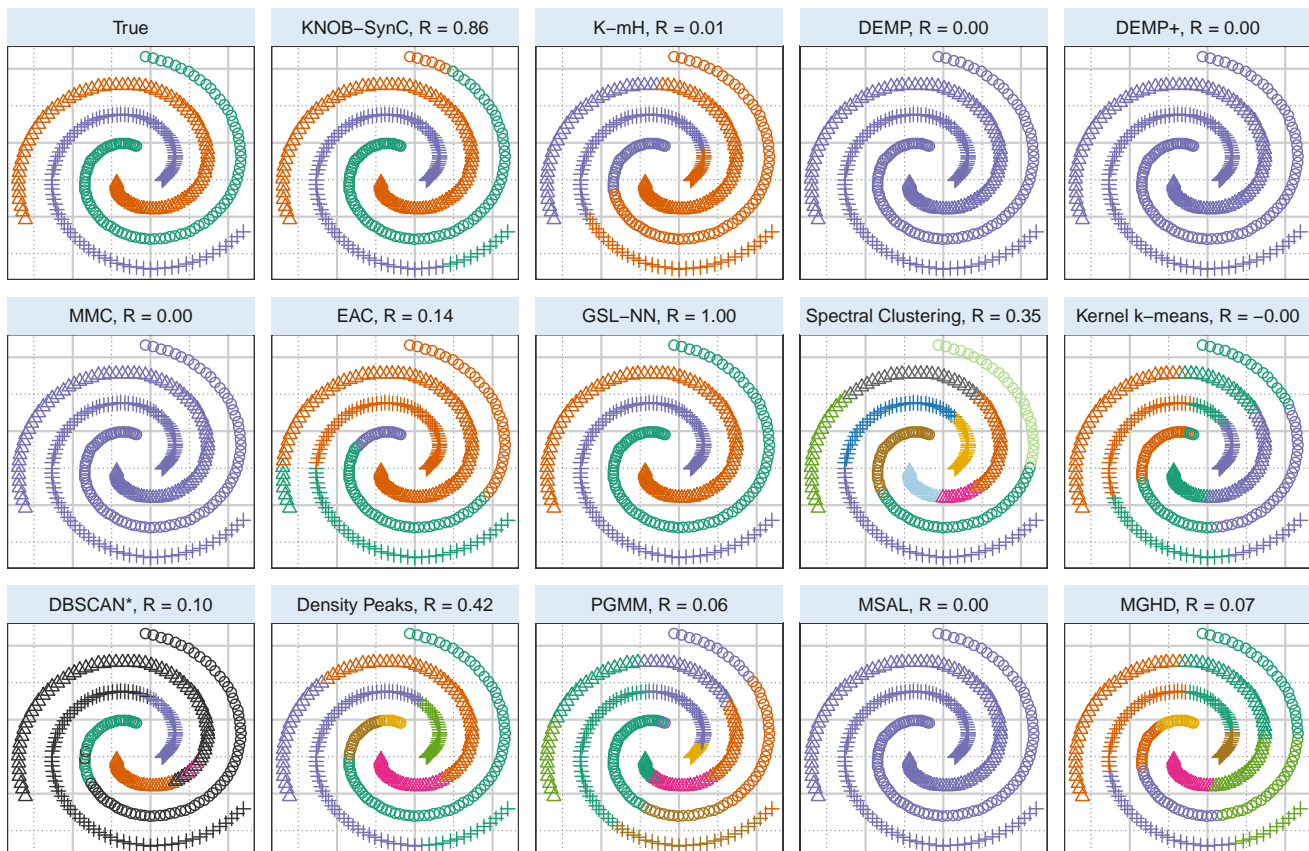 True
KNOB−SynC, R = 0.86
K−mH, R = 0.01
DEMP, R = 0.00
DEMP+, R = 0.00
MMC, R = 0.00
EAC, R = 0.14
GSL−NN, R = 1.00
Spectral Clustering, R = 0.35
Kernel k−means, R = −0.00
DBSCAN*, R = 0.10
Density Peaks, R = 0.42
PGMM, R = 0.06
MSAL, R = 0.00
MGHD, R = 0.07